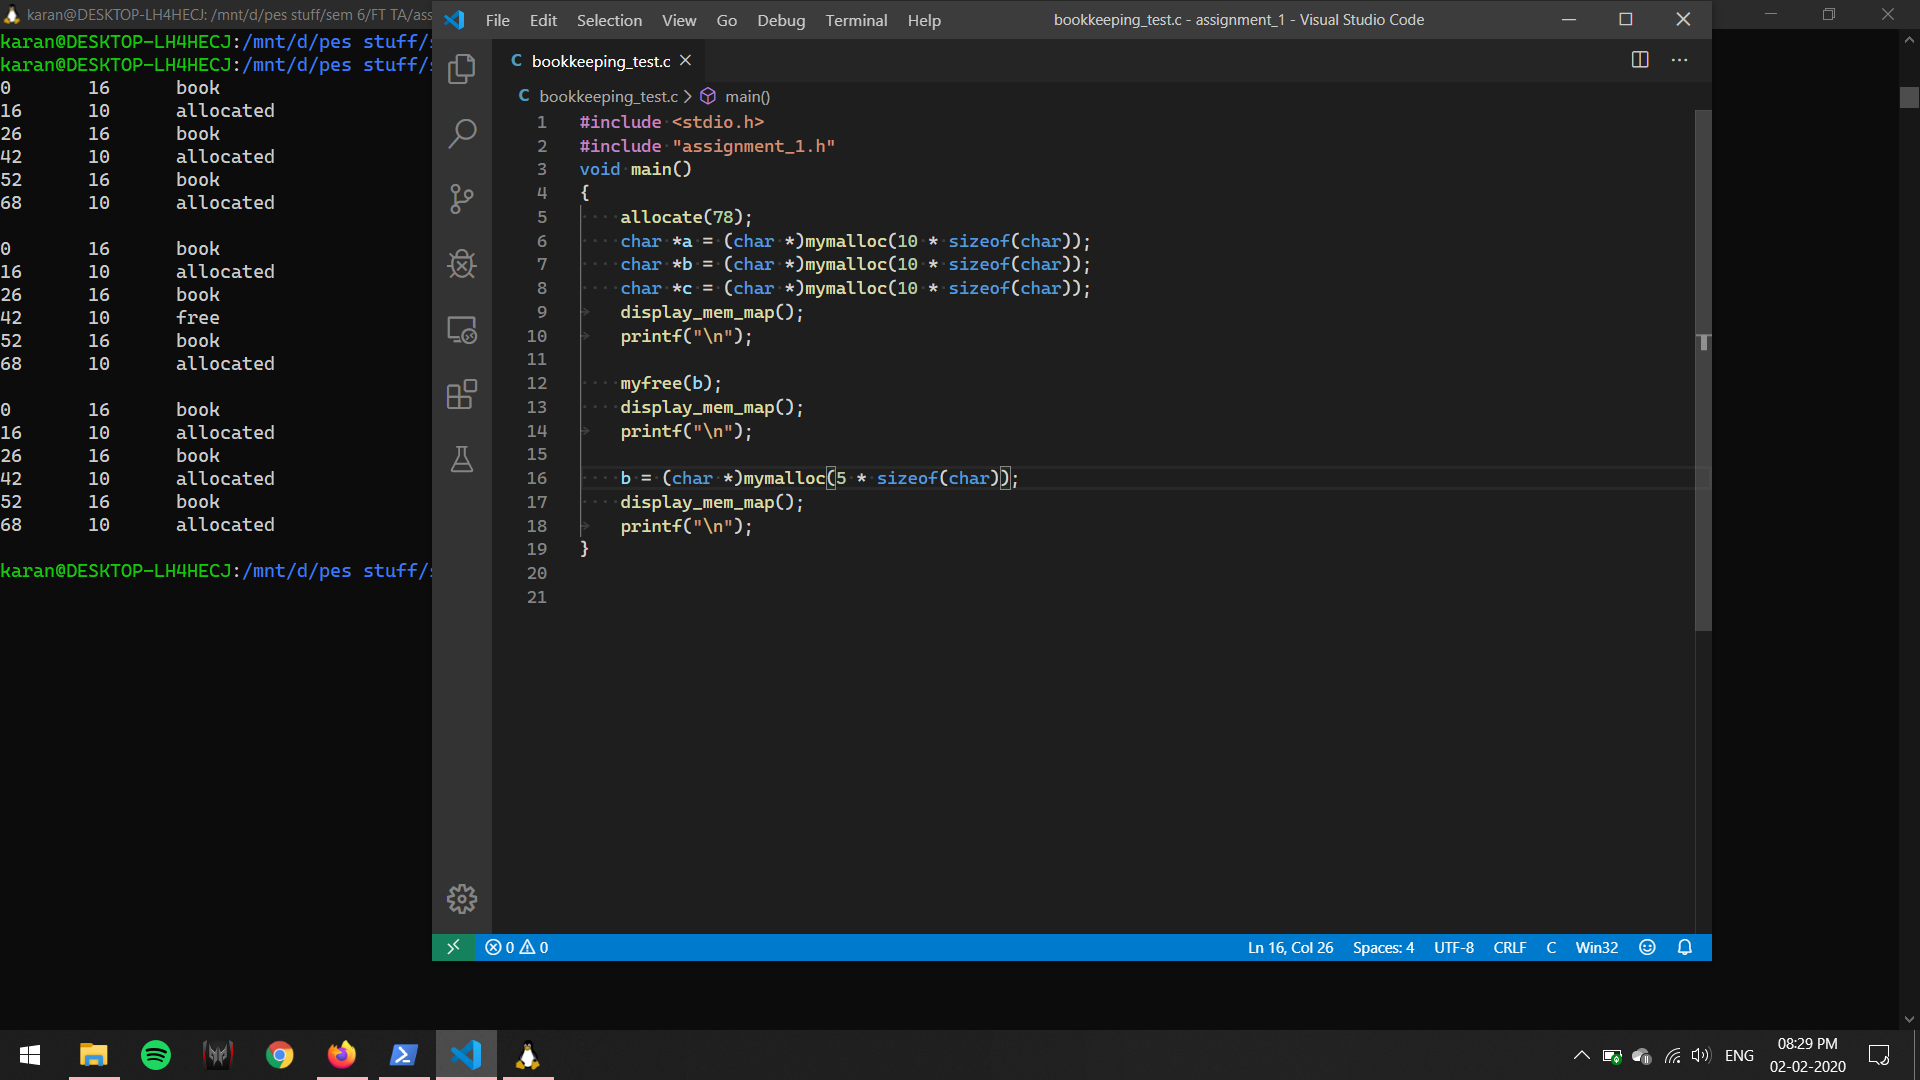 karan@DESKTOP-LH4HECJ: /mnt/d/pes stuff/sem 6/FT TA/ass
karan@DESKTOP-LH4HECJ:/mnt/d/pes stuff/
karan@DESKTOP-LH4HECJ:/mnt/d/pes stuff/
0 16 book
16 10 allocated
26 16 book
42 10 allocated
52 16 book
68 10 allocated
0 16 book
16 10 allocated
26 16 book
42 10 free
52 16 book
68 10 allocated
0 16 book
16 10 allocated
26 16 book
42 10 allocated
52 16 book
68 10 allocated
karan@DESKTOP-LH4HECJ:/mnt/d/pes stuff/
File Edit Selection View Go Debug Terminal Help
bookkeeping_test.c - assignment_1 - Visual Studio Code
C bookkeeping_test.c
C bookkeeping_test.c > main()
1 #include <stdio.h>
2 #include "assignment_1.h"
3 void main()
4 {
5 allocate(78);
6 char *a = (char *)mymalloc(10 * sizeof(char));
7 char *b = (char *)mymalloc(10 * sizeof(char));
8 char *c = (char *)mymalloc(10 * sizeof(char));
9 display_mem_map();
10 printf("\n");
11
12 myfree(b);
13 display_mem_map();
14 printf("\n");
15
16 b = (char *)mymalloc(5 * sizeof(char));
17 display_mem_map();
18 printf("\n");
19 }
20
21
0 0
Ln 16, Col 26 Spaces: 4 UTF-8 CRLF C Win32
ENG
08:29 PM
02-02-2020